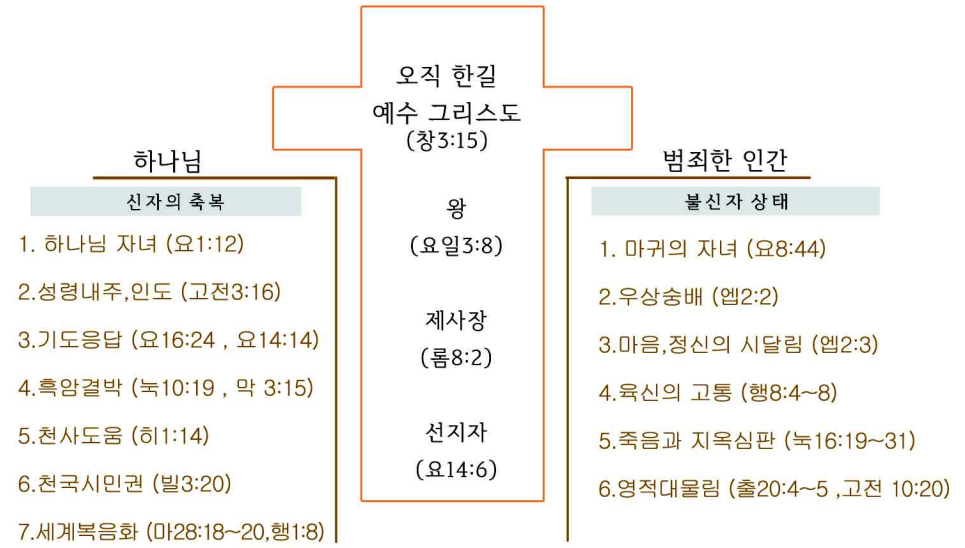 오직 한길
예수 그리스도
(창3:15)
왕
(요일3:8)
제사장
(롬8:2)
선지자
(요14:6)
하나님
신자의 축복
1. 하나님 자녀 (요1:12)
2.성령내주,인도 (고전3:16)
3.기도응답 (요16:24 , 요14:14)
4.흑암결박 (눅10:19 , 막 3:15)
5.천사도움 (히1:14)
6.천국시민권 (빌3:20)
7.세계복음화 (마28:18~20,행1:8)
범죄한 인간
불신자 상태
1. 마귀의 자녀 (요8:44)
2.우상숭배 (엡2:2)
3.마음,정신의 시달림 (엡2:3)
4.육신의 고통 (행8:4~8)
5.죽음과 지옥심판 (눅16:19~31)
6.영적대물림 (출20:4~5 ,고전 10:20)